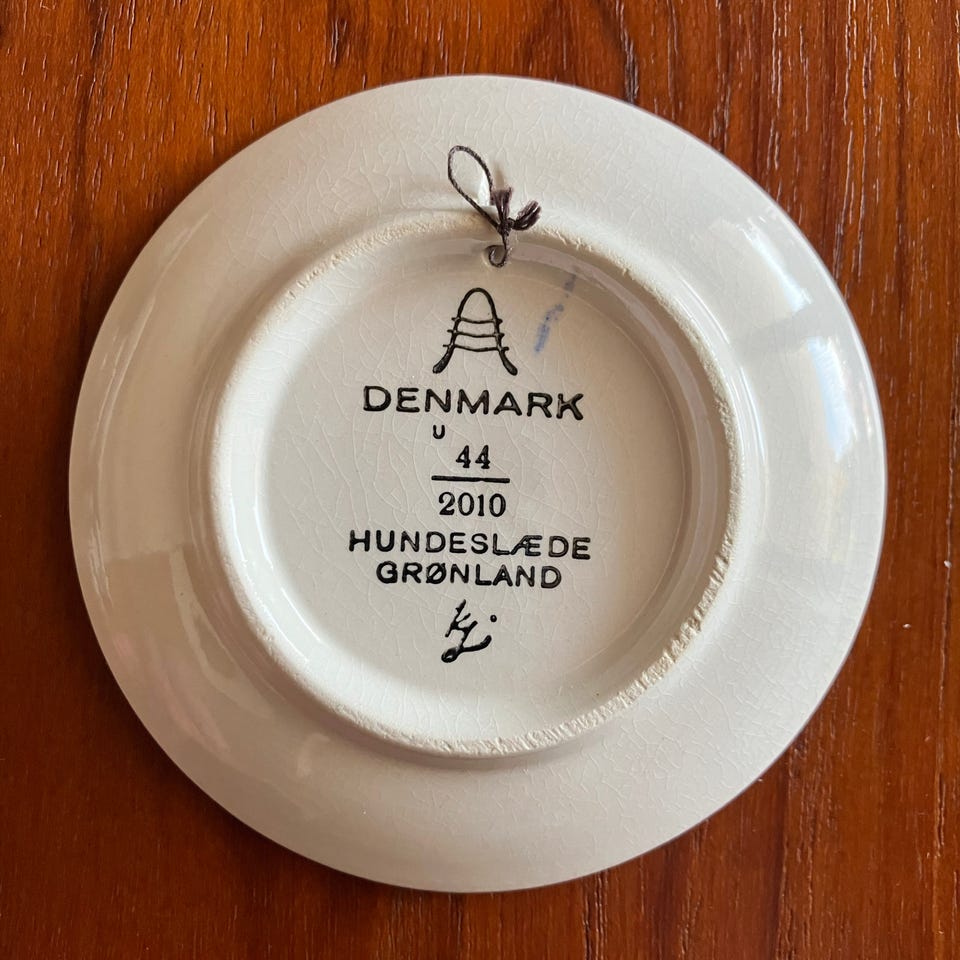 DENMARK
U
44
2010
HUNDESLÆDE
GRØNLAND